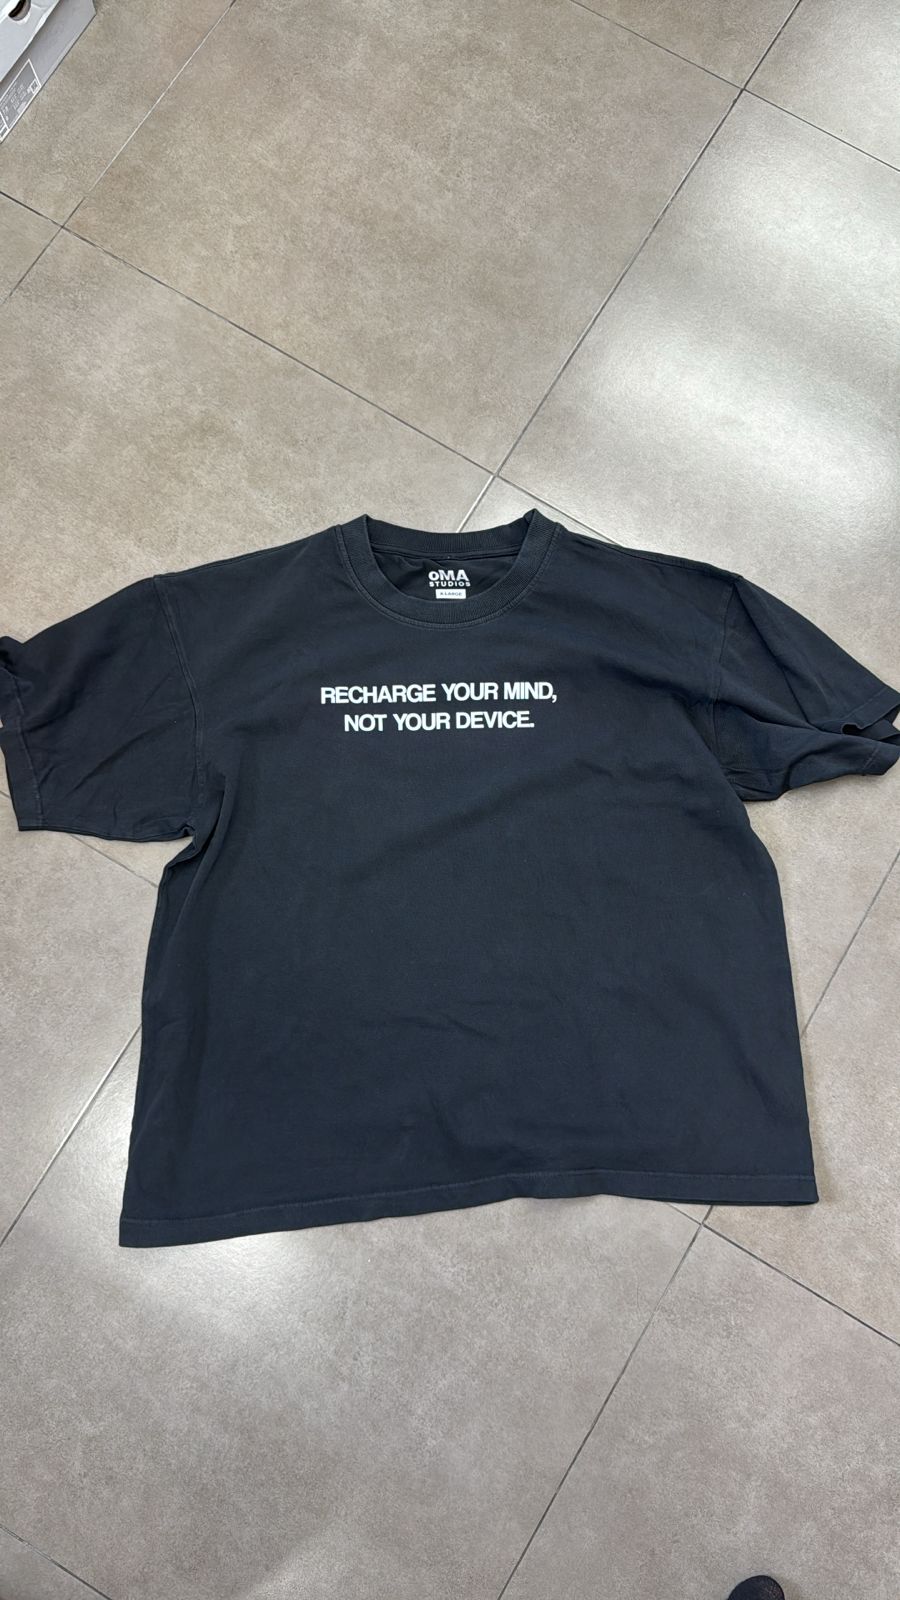 oMA
STUDIOS
X LARGE
RECHARGE YOUR MIND,
NOT YOUR DEVICE.